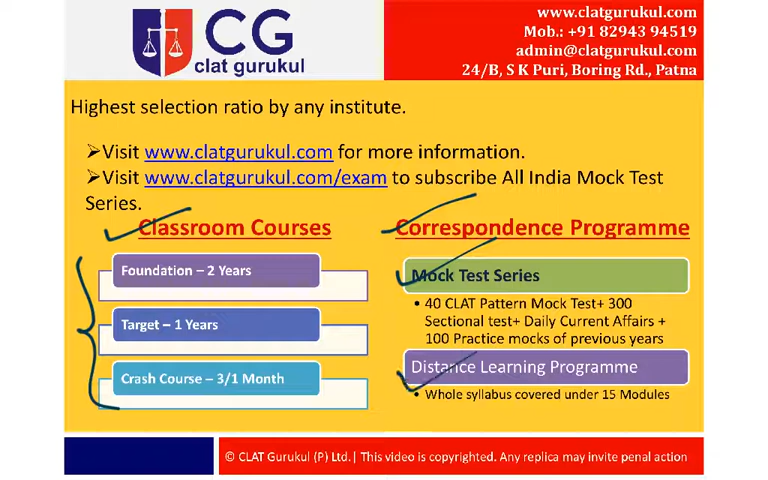 CG
clat gurukul
www.clatgurukul.com
Mob.: +91 82943 94519
admin@clatgurukul.com
24/B, S K Puri, Boring Rd., Patna
Highest selection ratio by any institute.
➢Visit www.clatgurukul.com for more information.
➢Visit www.clatgurukul.com/exam to subscribe All India Mock Test
Series.
Classroom Courses
Foundation – 2 Years
Target – 1 Years
Crash Course – 3/1 Month
Correspondence Programme
Mock Test Series
• 40 CLAT Pattern Mock Test+ 300
Sectional test+ Daily Current Affairs +
100 Practice mocks of previous years
Distance Learning Programme
• Whole syllabus covered under 15 Modules
© CLAT Gurukul (P) Ltd.| This video is copyrighted. Any replica may invite penal action